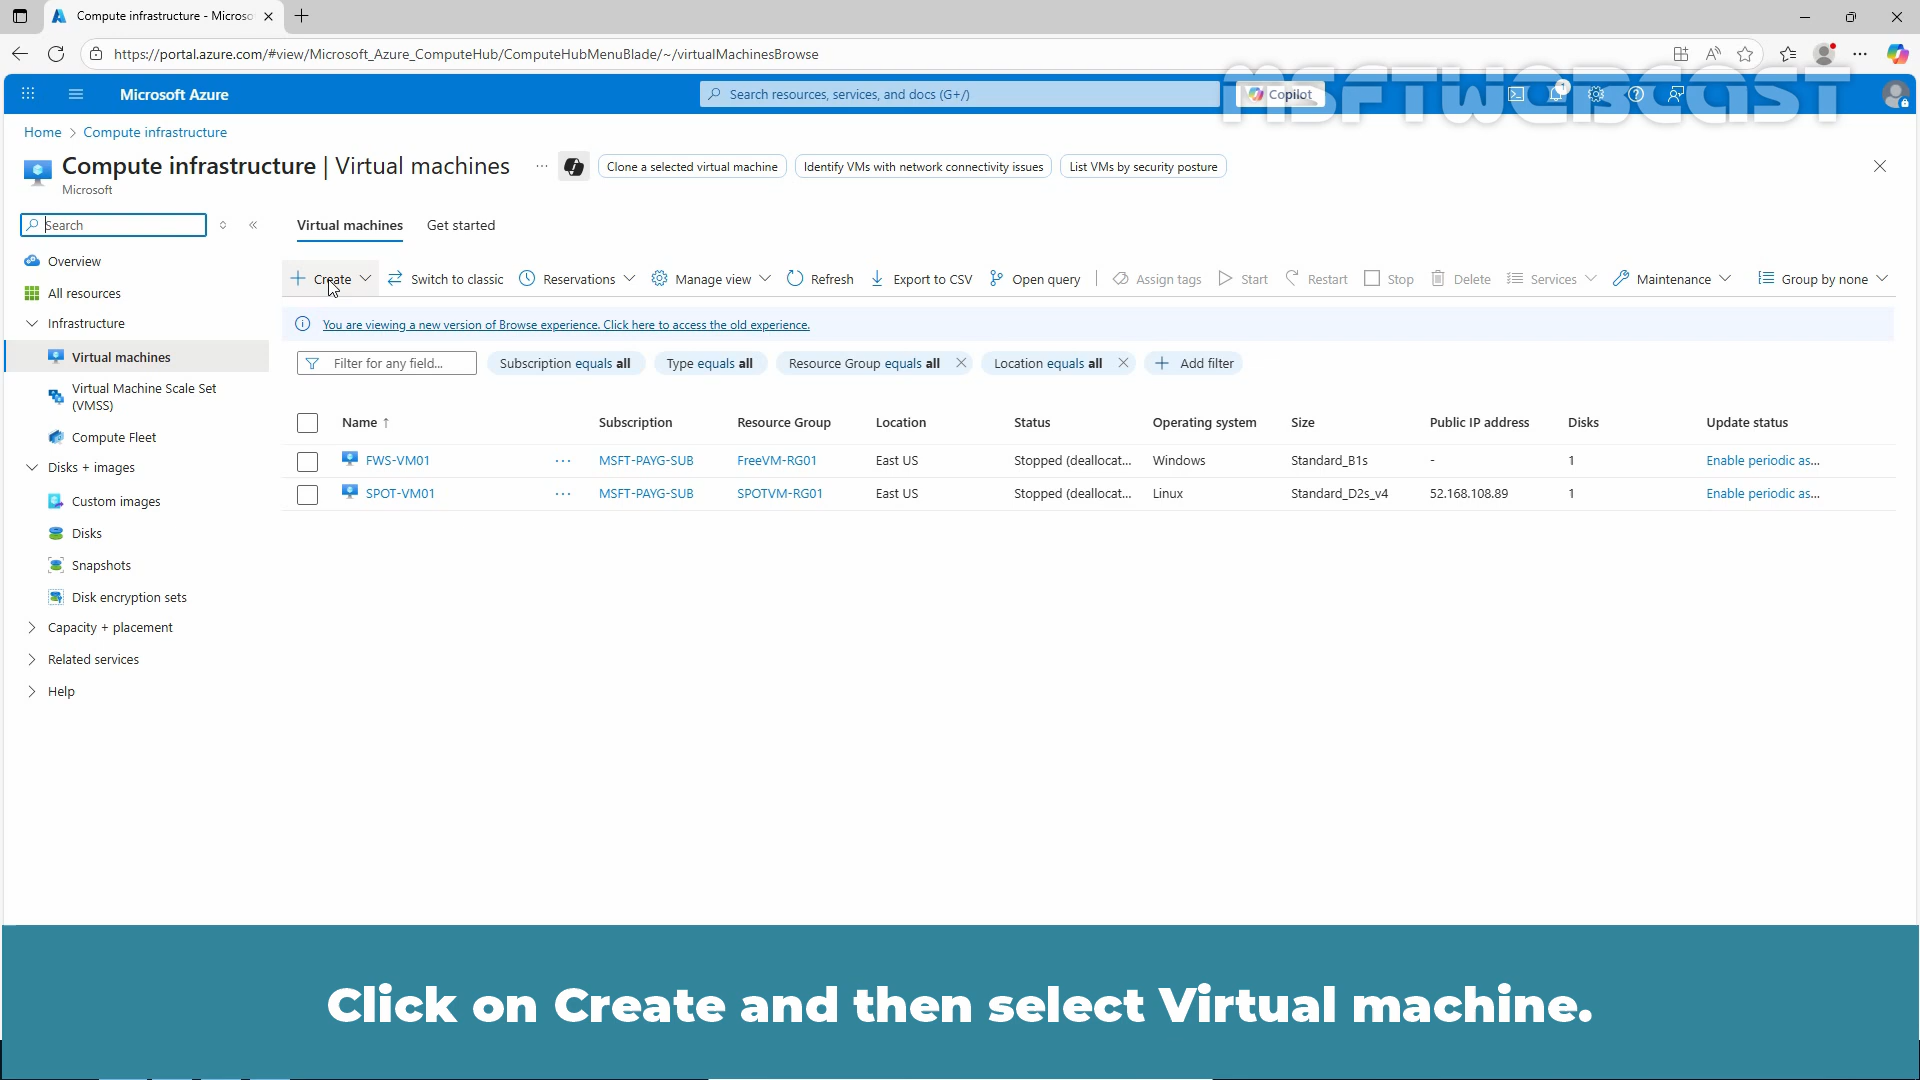 Compute infrastructure - Microso
https://portal.azure.com/#view/Microsoft_Azure_ComputeHub/ComputeHubMenuBlade/~/virtualMachinesBrowse
Microsoft Azure
Search resources, services, and docs (G+/)
Copilot
1
MSFTWEBCAST
Home > Compute infrastructure
Compute infrastructure | Virtual machines
...
Clone a selected virtual machine
Identify VMs with network connectivity issues
List VMs by security posture
Microsoft
Search
Virtual machines
Get started
Overview
All resources
Infrastructure
Virtual machines
Virtual Machine Scale Set
(VMSS)
Compute Fleet
Disks + images
Custom images
Disks
Snapshots
Disk encryption sets
Capacity + placement
Related services
Help
+ Create
Switch to classic
Reservations
Manage view
Refresh
Export to CSV
Open query
Assign tags
Start
Restart
Stop
Delete
Services
Maintenance
Group by none
You are viewing a new version of Browse experience. Click here to access the old experience.
Filter for any field...
Subscription equals all
Type equals all
Resource Group equals all
Location equals all
Add filter
Name ↑ Subscription Resource Group Location Status Operating system Size Public IP address Disks Update status
FWS-VM01 ... MSFT-PAYG-SUB FreeVM-RG01 East US Stopped (deallocat... Windows Standard_B1s - 1 Enable periodic as...
SPOT-VM01 ... MSFT-PAYG-SUB SPOTVM-RG01 East US Stopped (deallocat... Linux Standard_D2s_v4 52.168.108.89 1 Enable periodic as...
Click on Create and then select Virtual machine.